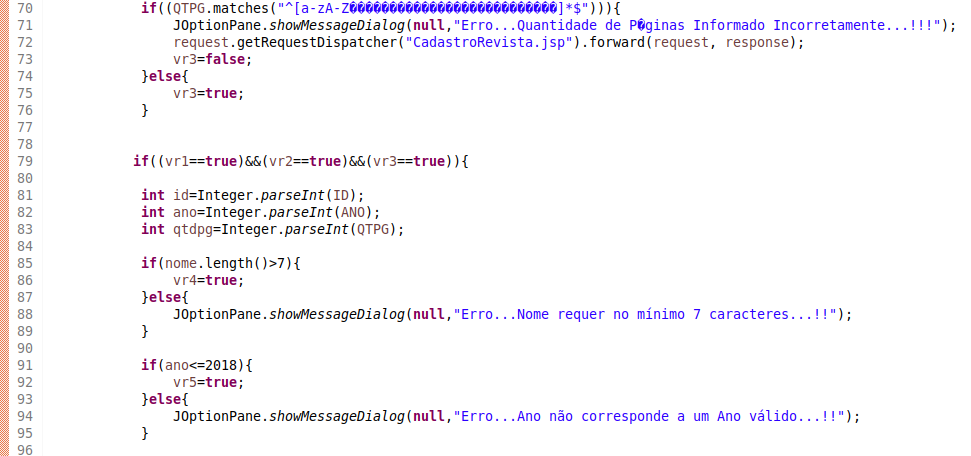 70 if((QTPG.matches("^[a-zA-Z��������������������������]*$"))){
71 JOptionPane.showMessageDialog(null,"Erro...Quantidade de P�ginas Informado Incorretamente...!!!");
72 request.getRequestDispatcher("CadastroRevista.jsp").forward(request, response);
73 vr3=false;
74 }else{
75 vr3=true;
76 }
77
78
79 if((vr1==true)&&(vr2==true)&&(vr3==true)){
80
81 int id=Integer.parseInt(ID);
82 int ano=Integer.parseInt(ANO);
83 int qtdpg=Integer.parseInt(QTPG);
84
85 if(nome.length()>7){
86 vr4=true;
87 }else{
88 JOptionPane.showMessageDialog(null,"Erro...Nome requer no mínimo 7 caracteres...!!");
89 }
90
91 if(ano<=2018){
92 vr5=true;
93 }else{
94 JOptionPane.showMessageDialog(null,"Erro...Ano não corresponde a um Ano válido...!!");
95 }
96